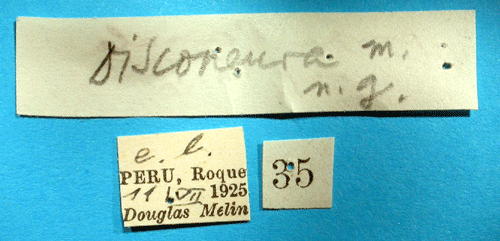 Disconeura m.
n. g.
e. l.
PERU, Roque
11 VII 1925
Douglas Melin
35